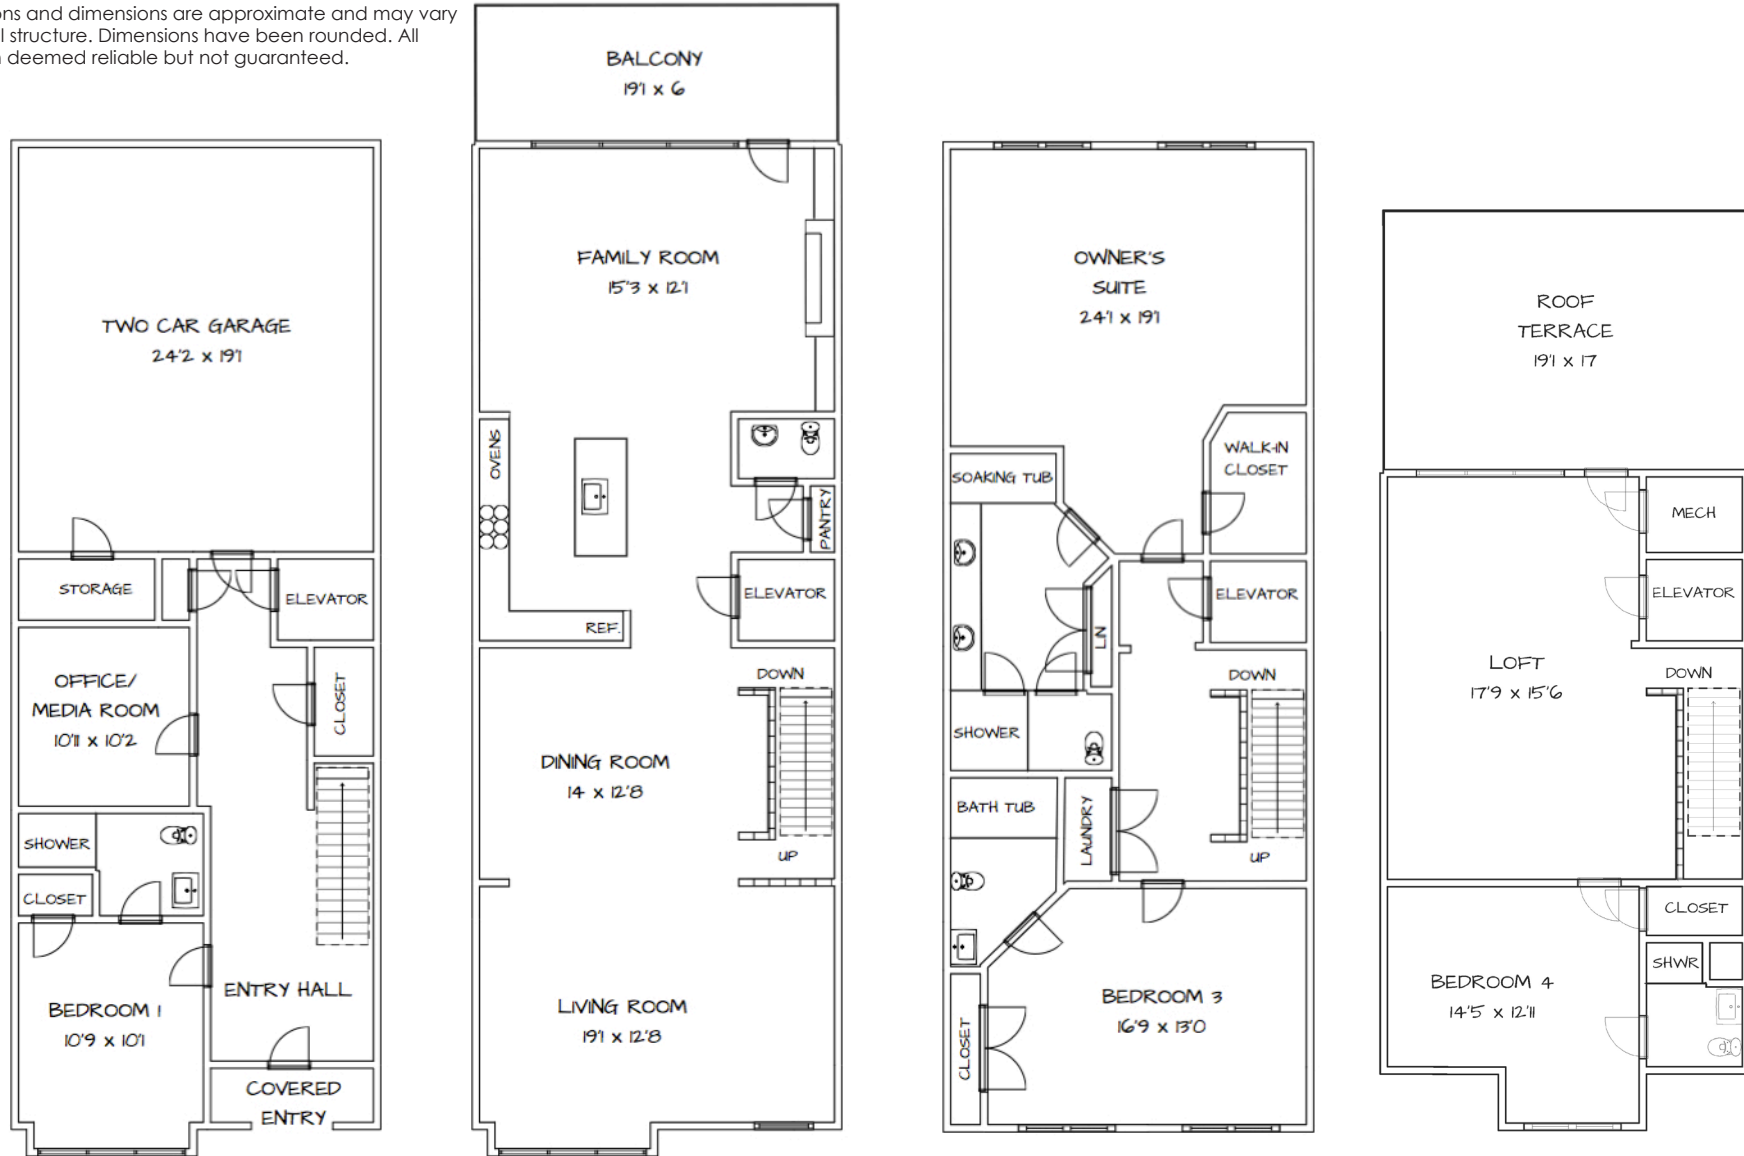 ons and dimensions are approximate and may vary
l structure. Dimensions have been rounded. All
n deemed reliable but not guaranteed.
TWO CAR GARAGE
24'2 x 19'1
STORAGE
ELEVATOR
OFFICE/
MEDIA ROOM
10'11 x 10'2
CLOSET
SHOWER
CLOSET
BEDROOM 1
10'9 x 10'1
ENTRY HALL
COVERED
ENTRY
BALCONY
19'1 x 6
FAMILY ROOM
15'3 x 12'1
OVENS
PANTRY
ELEVATOR
REF.
DOWN
DINING ROOM
14 x 12'8
UP
LIVING ROOM
19'1 x 12'8
OWNER'S
SUITE
24'1 x 19'1
WALK-IN
CLOSET
SOAKING TUB
ELEVATOR
LIN
DOWN
SHOWER
BATH TUB
LAUNDRY
UP
BEDROOM 3
16'9 x 13'0
CLOSET
ROOF
TERRACE
19'1 x 17
MECH
ELEVATOR
LOFT
17'9 x 15'6
DOWN
CLOSET
SHWR
BEDROOM 4
14'5 x 12'11